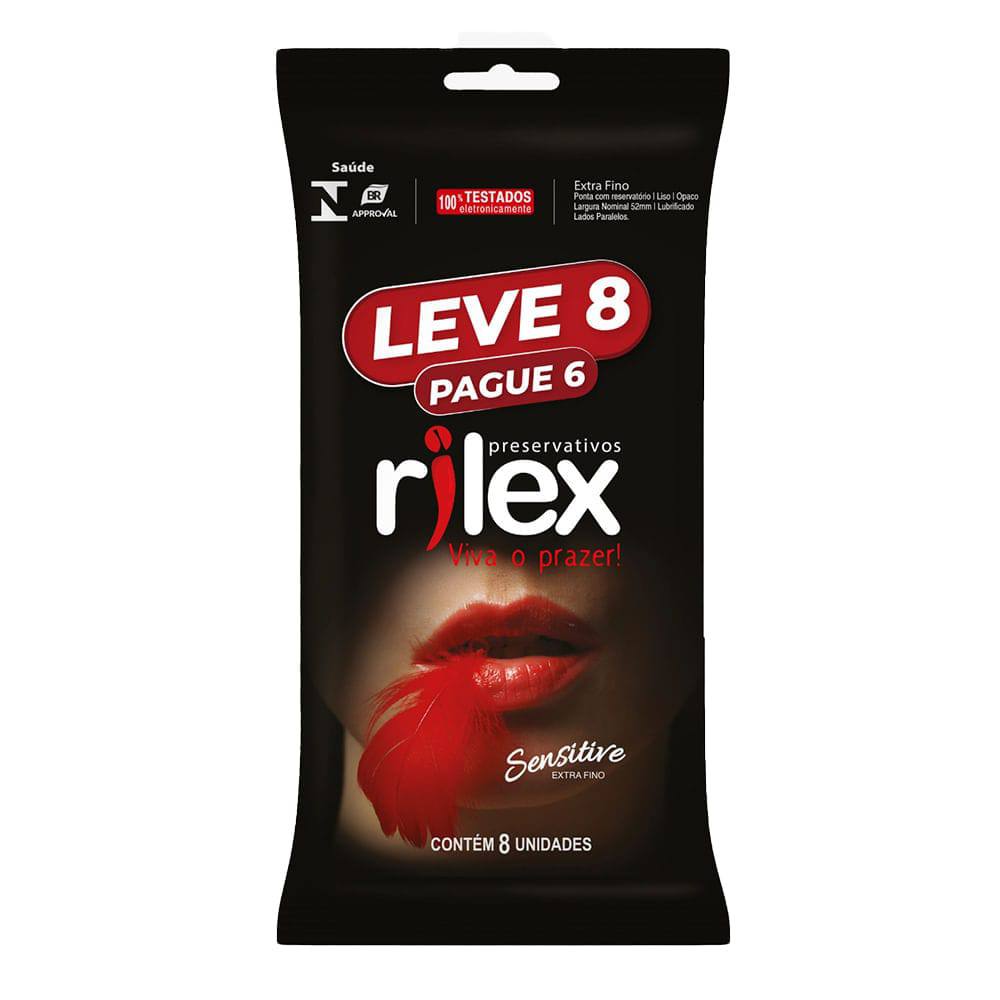 Saúde
N BR
APPROVAL
100% TESTADOS
eletronicamente
Extra Fino
Ponta com reservatório | Liso | Opaco
Largura Nominal 52mm | Lubrificado
Lados Paralelos.
LEVE 8
PAGUE 6
preservativos
rilex
Viva o prazer!
Sensitive
EXTRA FINO
CONTÉM 8 UNIDADES